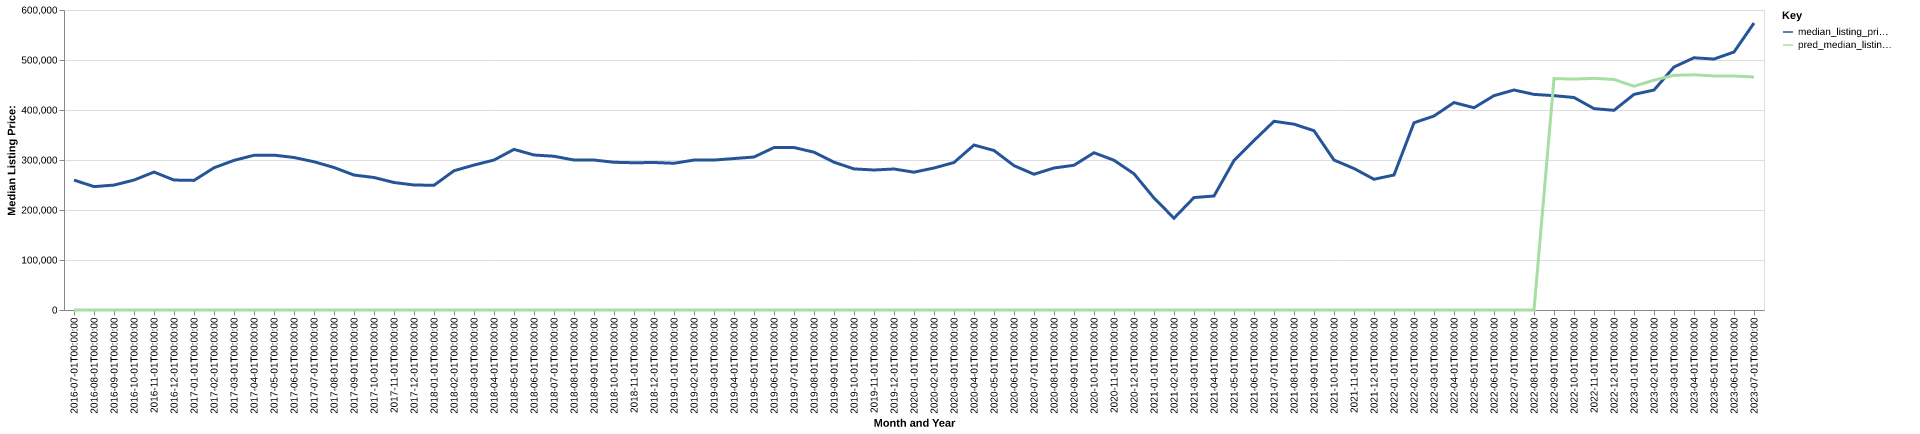 600,000
500,000
400,000
300,000
200,000
100,000
0
Median Listing Price:
2016-07-01T00:00:00
2016-08-01T00:00:00
2016-09-01T00:00:00
2016-10-01T00:00:00
2016-11-01T00:00:00
2016-12-01T00:00:00
2017-01-01T00:00:00
2017-02-01T00:00:00
2017-03-01T00:00:00
2017-04-01T00:00:00
2017-05-01T00:00:00
2017-06-01T00:00:00
2017-07-01T00:00:00
2017-08-01T00:00:00
2017-09-01T00:00:00
2017-10-01T00:00:00
2017-11-01T00:00:00
2017-12-01T00:00:00
2018-01-01T00:00:00
2018-02-01T00:00:00
2018-03-01T00:00:00
2018-04-01T00:00:00
2018-05-01T00:00:00
2018-06-01T00:00:00
2018-07-01T00:00:00
2018-08-01T00:00:00
2018-09-01T00:00:00
2018-10-01T00:00:00
2018-11-01T00:00:00
2018-12-01T00:00:00
2019-01-01T00:00:00
2019-02-01T00:00:00
2019-03-01T00:00:00
2019-04-01T00:00:00
2019-05-01T00:00:00
2019-06-01T00:00:00
2019-07-01T00:00:00
2019-08-01T00:00:00
2019-09-01T00:00:00
2019-10-01T00:00:00
2019-11-01T00:00:00
2019-12-01T00:00:00
2020-01-01T00:00:00
2020-02-01T00:00:00
2020-03-01T00:00:00
2020-04-01T00:00:00
2020-05-01T00:00:00
2020-06-01T00:00:00
2020-07-01T00:00:00
2020-08-01T00:00:00
2020-09-01T00:00:00
2020-10-01T00:00:00
2020-11-01T00:00:00
2020-12-01T00:00:00
2021-01-01T00:00:00
2021-02-01T00:00:00
2021-03-01T00:00:00
2021-04-01T00:00:00
2021-05-01T00:00:00
2021-06-01T00:00:00
2021-07-01T00:00:00
2021-08-01T00:00:00
2021-09-01T00:00:00
2021-10-01T00:00:00
2021-11-01T00:00:00
2021-12-01T00:00:00
2022-01-01T00:00:00
2022-02-01T00:00:00
2022-03-01T00:00:00
2022-04-01T00:00:00
2022-05-01T00:00:00
2022-06-01T00:00:00
2022-07-01T00:00:00
2022-08-01T00:00:00
2022-09-01T00:00:00
2022-10-01T00:00:00
2022-11-01T00:00:00
2022-12-01T00:00:00
2023-01-01T00:00:00
2023-02-01T00:00:00
2023-03-01T00:00:00
2023-04-01T00:00:00
2023-05-01T00:00:00
2023-06-01T00:00:00
2023-07-01T00:00:00
Month and Year
Key
median_listing_pri…
pred_median_listin…